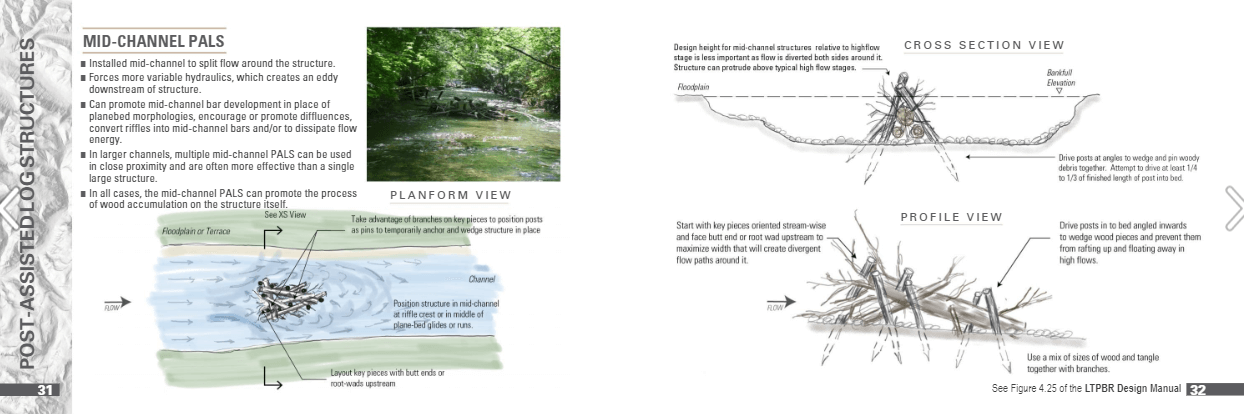 POST-ASSISTED LOG STRUCTURES
MID-CHANNEL PALS
Installed mid-channel to split flow around the structure.
Forces more variable hydraulics, which creates an eddy
downstream of structure.
Can promote mid-channel bar development in place of
planebed morphologies, encourage or promote diffluences,
convert riffles into mid-channel bars and/or to dissipate flow
energy.
In larger channels, multiple mid-channel PALS can be used
in close proximity and are often more effective than a single
large structure.
In all cases, the mid-channel PALS can promote the process
of wood accumulation on the structure itself.
PLANFORM VIEW
See XS View
Floodplain or Terrace
Take advantage of branches on key pieces to position posts
as pins to temporarily anchor and wedge structure in place
Channel
FLOW
Position structure in mid-channel
at riffle crest or in middle of
plane-bed glides or runs.
Layout key pieces with butt ends or
root-wads upstream
31
CROSS SECTION VIEW
Design height for mid-channel structures relative to highflow
stage is less important as flow is diverted both sides around it.
Structure can protrude above typical high flow stages.
Floodplain
Bankfull
Elevation
Drive posts at angles to wedge and pin woody
debris together. Attempt to drive at least 1/4
to 1/3 of finished length of post into bed.
PROFILE VIEW
Start with key pieces oriented stream-wise
and face butt end or root wad upstream to
maximize width that will create divergent
flow paths around it.
Drive posts in to bed angled inwards
to wedge wood pieces and prevent them
from rafting up and floating away in
high flows.
FLOW
Use a mix of sizes of wood and tangle
together with branches.
See Figure 4.25 of the LTPBR Design Manual
32